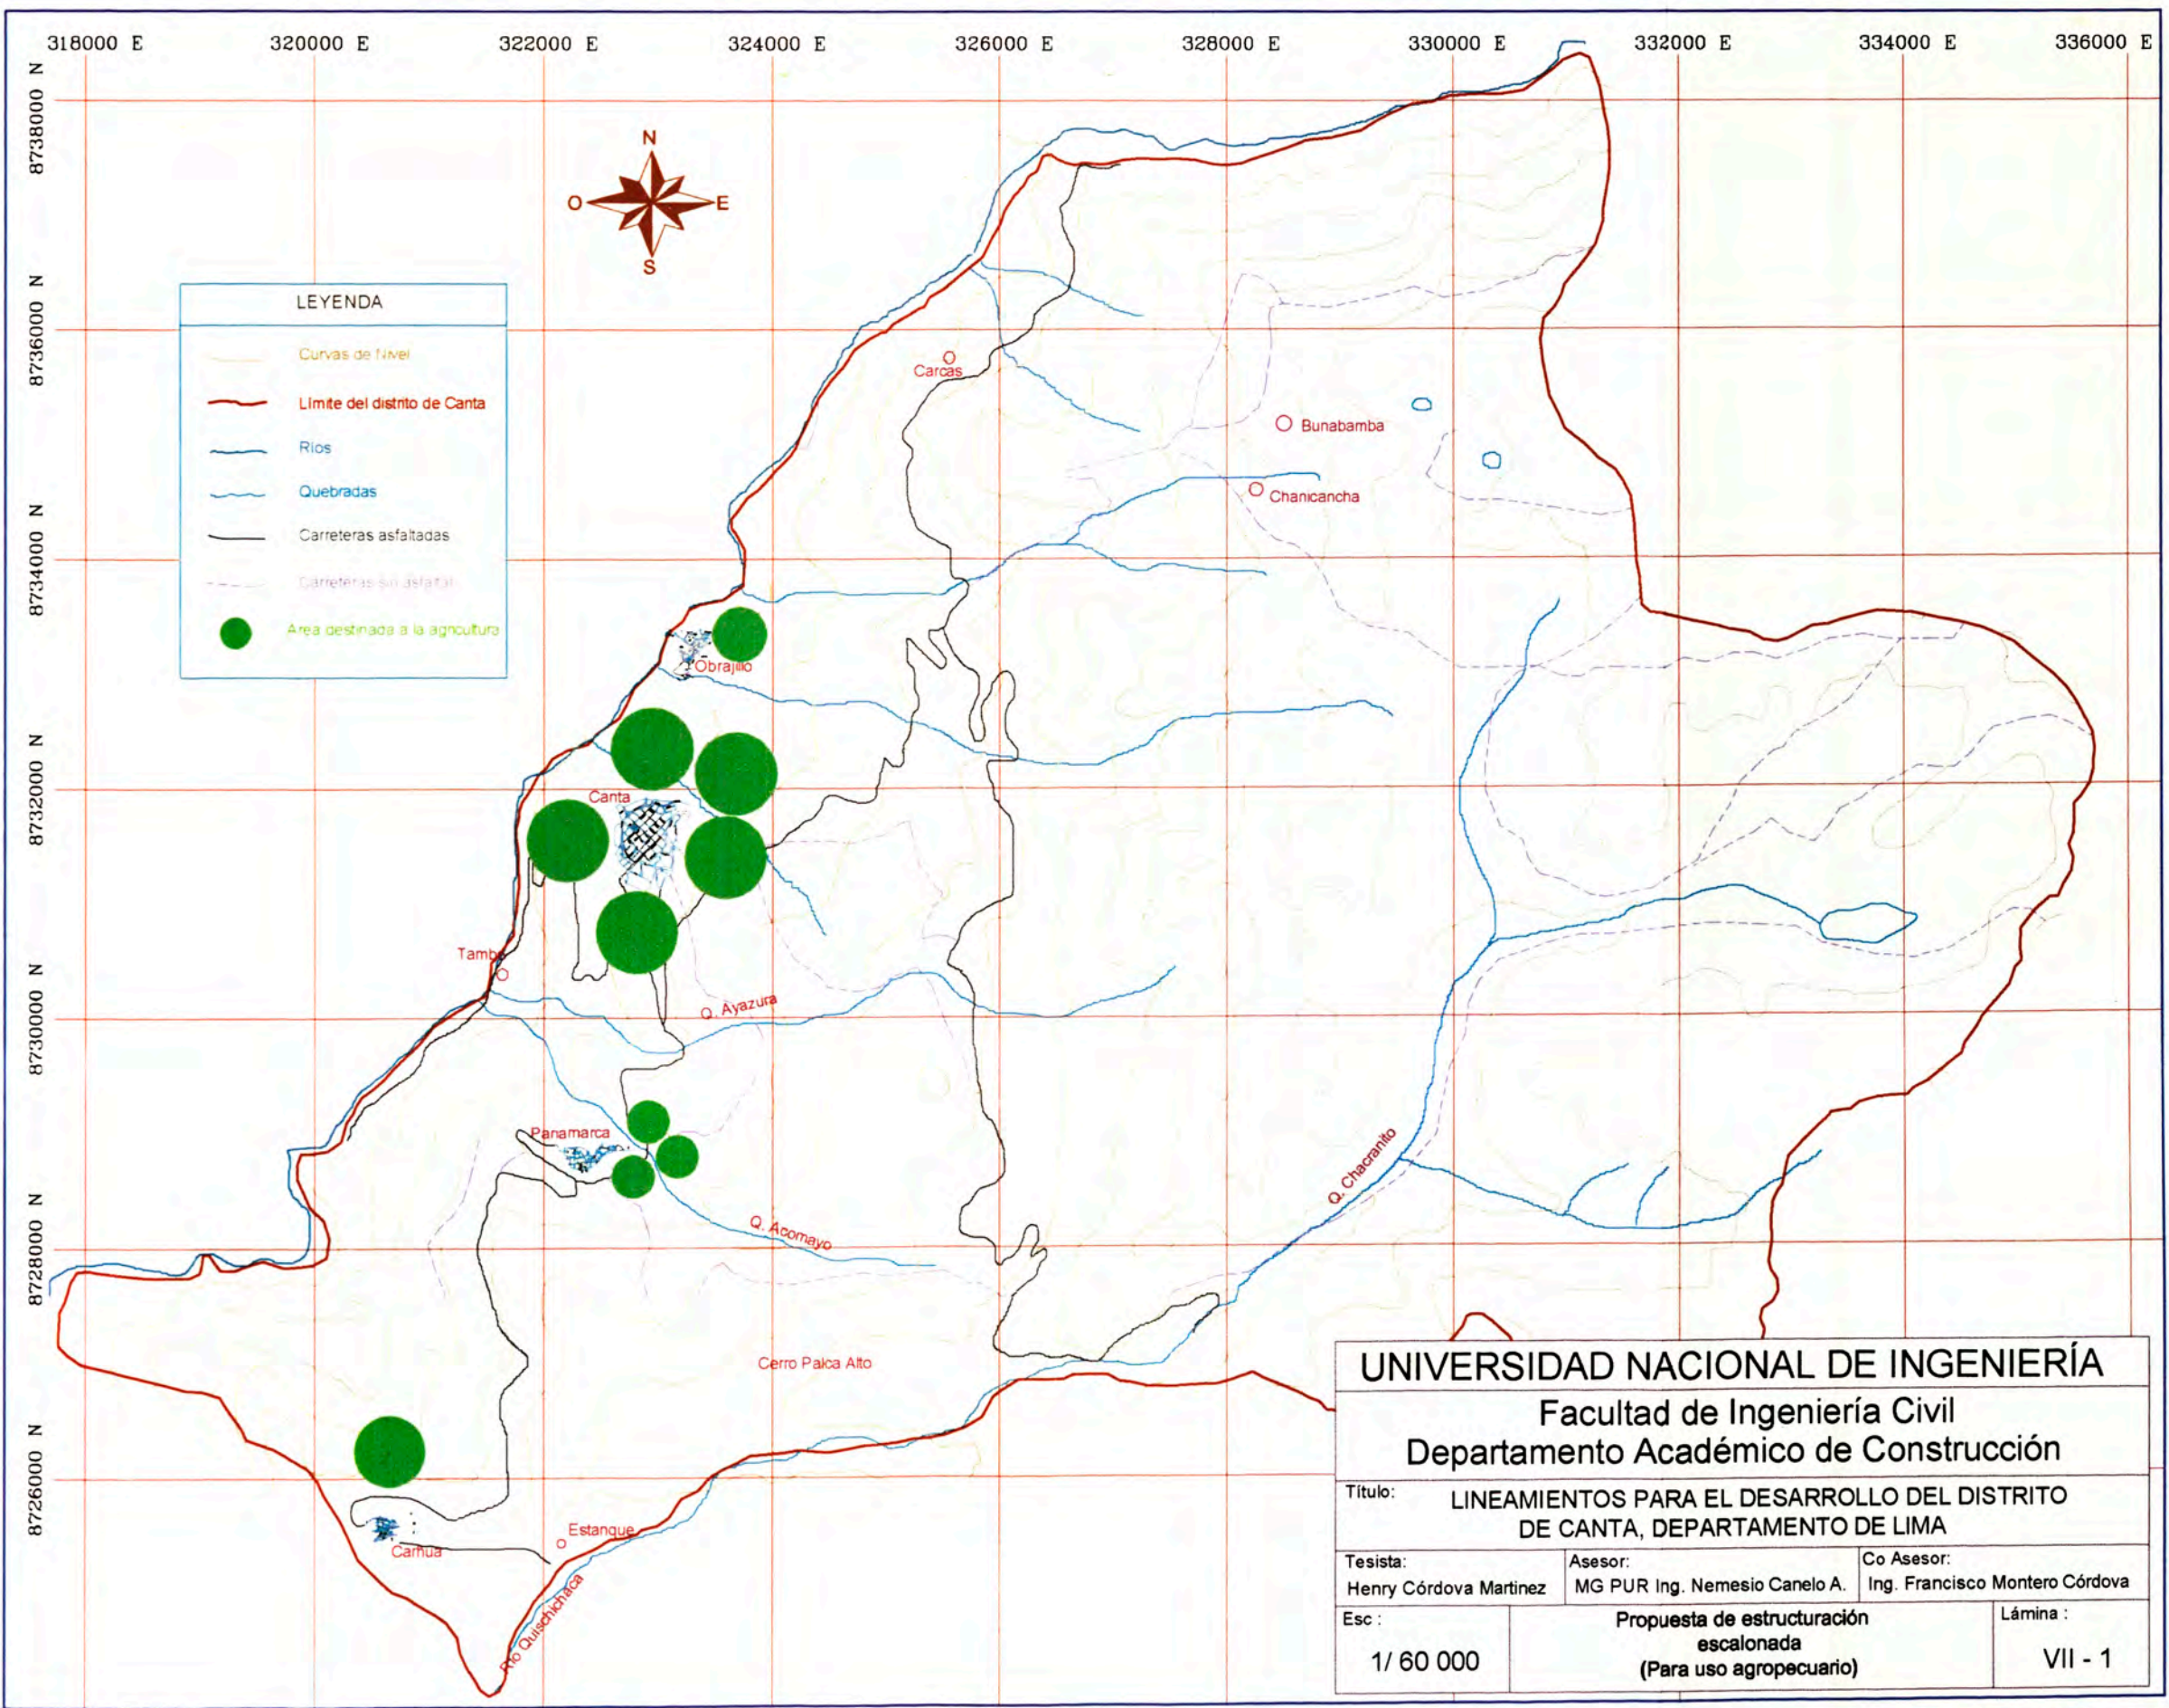 318000 E
320000 E
322000 E
324000 E
326000 E
328000 E
330000 E
332000 E
334000 E
336000 E
8738000 N
8736000 N
8734000 N
8732000 N
8730000 N
8728000 N
8726000 N
N
O
E
S
LEYENDA
Curvas de Nivel
Límite del distrito de Canta
Ríos
Quebradas
Carreteras asfaltadas
Carreteras sin asfaltar
Area destinada a la agricultura
Carcas
Bunabamba
Chanicancha
Obrajillo
Canta
Tambo
Q. Ayazura
Panamarca
Q. Acomayo
Q. Chacranito
Cerro Palca Alto
Estanque
Carhua
Río Quischichaca
UNIVERSIDAD NACIONAL DE INGENIERÍA
Facultad de Ingeniería Civil
Departamento Académico de Construcción
Título: LINEAMIENTOS PARA EL DESARROLLO DEL DISTRITO
DE CANTA, DEPARTAMENTO DE LIMA
Tesista:
Henry Córdova Martinez
Asesor:
MG PUR Ing. Nemesio Canelo A.
Co Asesor:
Ing. Francisco Montero Córdova
Esc :
1/ 60 000
Propuesta de estructuración
escalonada
(Para uso agropecuario)
Lámina :
VII - 1